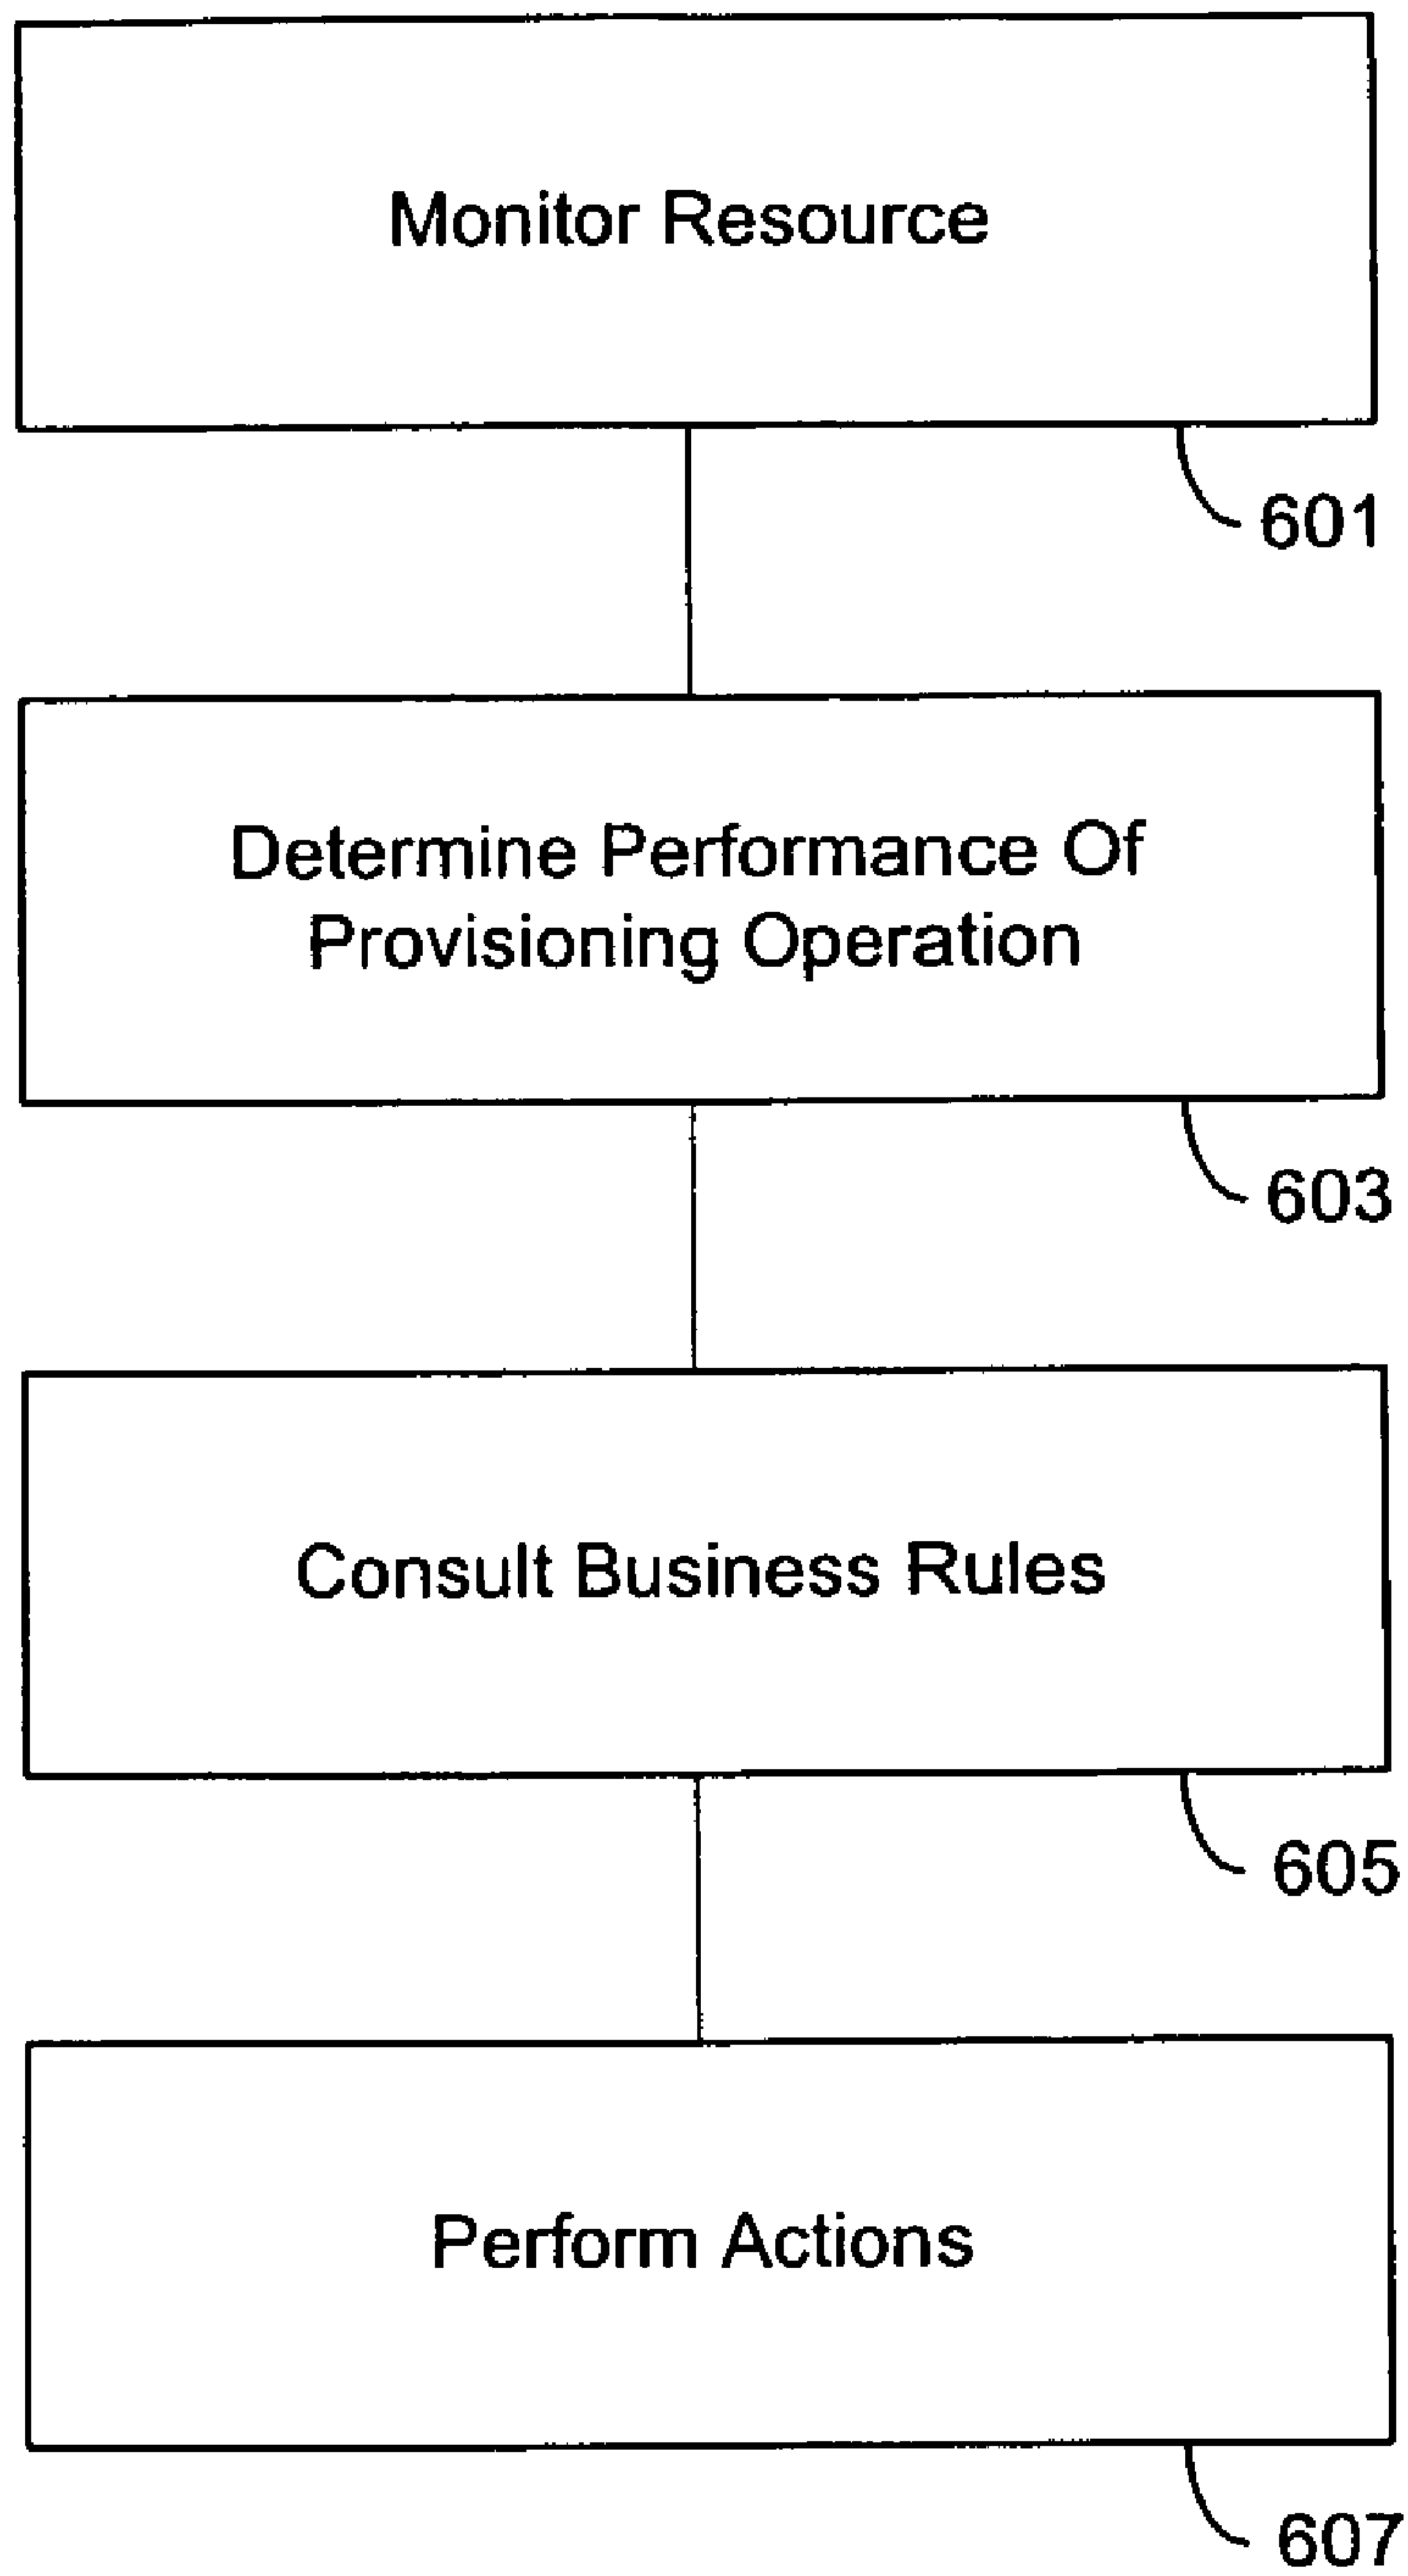 Monitor Resource
601
Determine Performance Of
Provisioning Operation
603
Consult Business Rules
605
Perform Actions
607